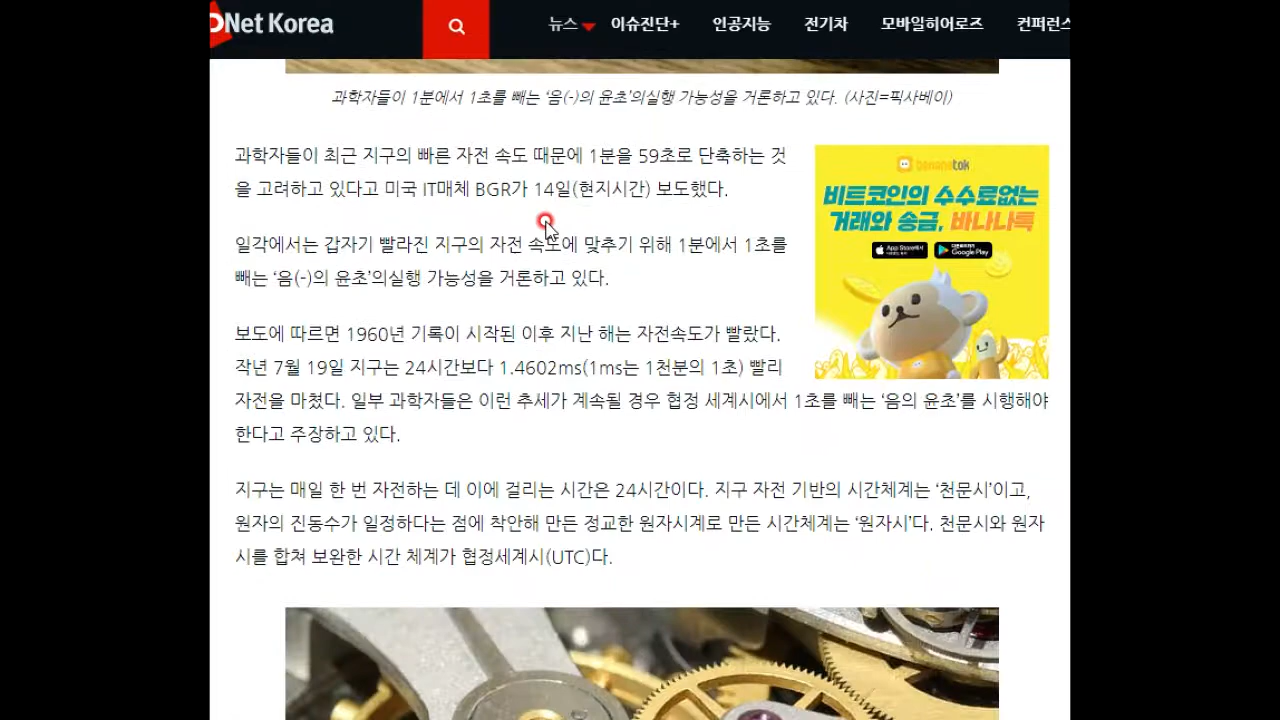 Net Korea
뉴스 이슈진단+ 인공지능 전기차 모바일히어로즈 컨퍼런스
과학자들이 1분에서 1초를 빼는 ‘음(-)의 윤초’의실행 가능성을 거론하고 있다. (사진=픽사베이)
과학자들이 최근 지구의 빠른 자전 속도 때문에 1분을 59초로 단축하는 것
을 고려하고 있다고 미국 IT매체 BGR가 14일(현지시간) 보도했다.
일각에서는 갑자기 빨라진 지구의 자전 속도에 맞추기 위해 1분에서 1초를
빼는 ‘음(-)의 윤초’의실행 가능성을 거론하고 있다.
보도에 따르면 1960년 기록이 시작된 이후 지난 해는 자전속도가 빨랐다.
작년 7월 19일 지구는 24시간보다 1.4602ms(1ms는 1천분의 1초) 빨리
자전을 마쳤다. 일부 과학자들은 이런 추세가 계속될 경우 협정 세계시에서 1초를 빼는 ‘음의 윤초’를 시행해야
한다고 주장하고 있다.
bananatok
비트코인의 수수료없는
거래와 송금, 바나나톡
App Store에서
Google Play
지구는 매일 한 번 자전하는 데 이에 걸리는 시간은 24시간이다. 지구 자전 기반의 시간체계는 ‘천문시’이고,
원자의 진동수가 일정하다는 점에 착안해 만든 정교한 원자시계로 만든 시간체계는 ‘원자시’다. 천문시와 원자
시를 합쳐 보완한 시간 체계가 협정세계시(UTC)다.